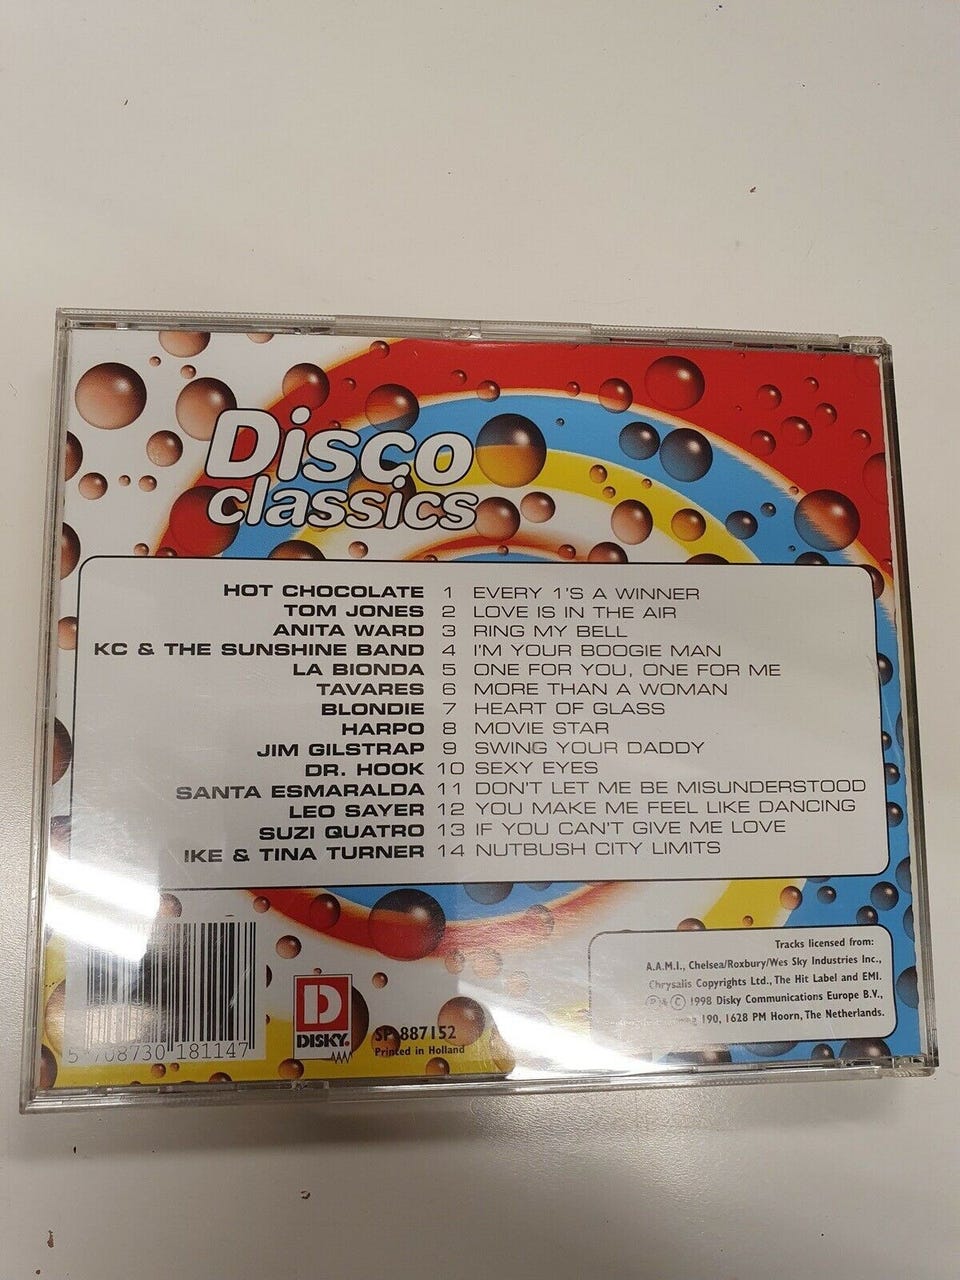 Disco
classics
HOT CHOCOLATE 1 EVERY 1'S A WINNER
TOM JONES 2 LOVE IS IN THE AIR
ANITA WARD 3 RING MY BELL
KC & THE SUNSHINE BAND 4 I'M YOUR BOOGIE MAN
LA BIONDA 5 ONE FOR YOU, ONE FOR ME
TAVARES 6 MORE THAN A WOMAN
BLONDIE 7 HEART OF GLASS
HARPO 8 MOVIE STAR
JIM GILSTRAP 9 SWING YOUR DADDY
DR. HOOK 10 SEXY EYES
SANTA ESMARALDA 11 DON'T LET ME BE MISUNDERSTOOD
LEO SAYER 12 YOU MAKE ME FEEL LIKE DANCING
SUZI QUATRO 13 IF YOU CAN'T GIVE ME LOVE
IKE & TINA TURNER 14 NUTBUSH CITY LIMITS
Tracks licensed from:
A.A.M.I., Chelsea/Roxbury/Wes Sky Industries Inc.,
Chrysalis Copyrights Ltd., The Hit Label and EMI.
℗ & © 1998 Disky Communications Europe B.V.,
190, 1628 PM Hoorn, The Netherlands.
5 708730 181147
D
DISKY®
SP 887152
Printed in Holland